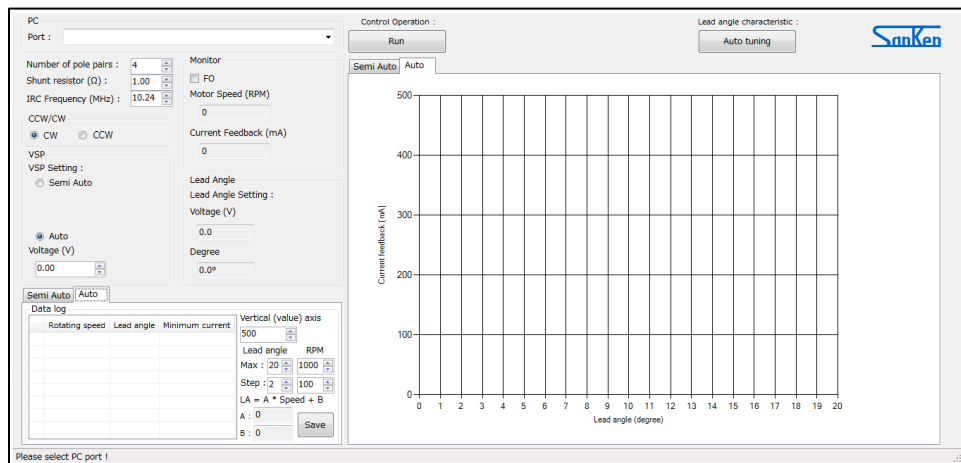 PC
Port :
Control Operation :
Run
Lead angle characteristic :
Auto tuning
SanKen
Number of pole pairs : 4
Shunt resistor (Ω) : 1.00
IRC Frequency (MHz) : 10.24
CCW/CW
CW CCW
VSP
VSP Setting :
Semi Auto
Auto
Voltage (V)
0.00
Monitor
FO
Motor Speed (RPM)
0
Current Feedback (mA)
0
Lead Angle
Lead Angle Setting :
Voltage (V)
0.0
Degree
0.0°
Semi Auto Auto
Data log
Rotating speed Lead angle Minimum current
Vertical (value) axis
500
Lead angle RPM
Max : 20 1000
Step : 2 100
LA = A * Speed + B
A : 0
B : 0
Save
Semi Auto Auto
Current feedback (mA)
500
400
300
200
100
0
0 1 2 3 4 5 6 7 8 9 10 11 12 13 14 15 16 17 18 19 20
Lead angle (degree)
Please select PC port !